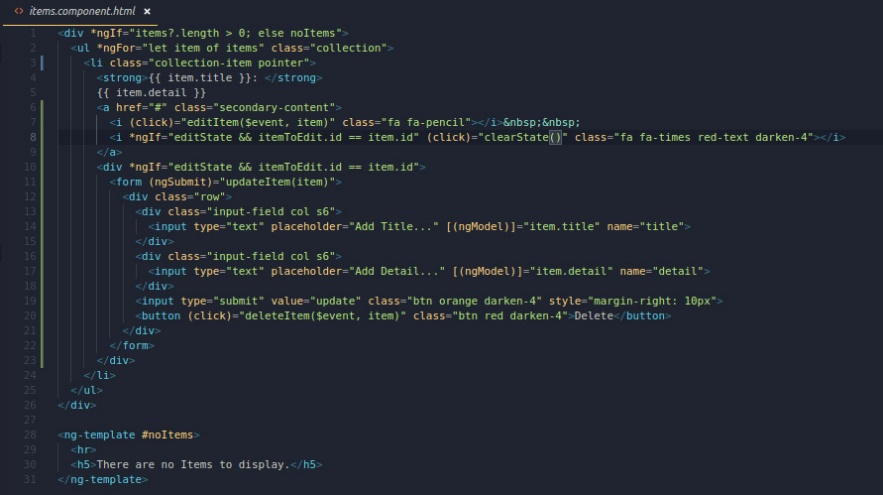 <> items.component.html ×
1 <div *ngIf="items?.length > 0; else noItems">
2 <ul *ngFor="let item of items" class="collection">
3 <li class="collection-item pointer">
4 <strong>{{ item.title }}: </strong>
5 {{ item.detail }}
6 <a href="#" class="secondary-content">
7 <i (click)="editItem($event, item)" class="fa fa-pencil"></i>&nbsp;&nbsp;
8 <i *ngIf="editState && itemToEdit.id == item.id" (click)="clearState()" class="fa fa-times red-text darken-4"></i>
9 </a>
10 <div *ngIf="editState && itemToEdit.id == item.id">
11 <form (ngSubmit)="updateItem(item)">
12 <div class="row">
13 <div class="input-field col s6">
14 <input type="text" placeholder="Add Title..." [(ngModel)]="item.title" name="title">
15 </div>
16 <div class="input-field col s6">
17 <input type="text" placeholder="Add Detail..." [(ngModel)]="item.detail" name="detail">
18 </div>
19 <input type="submit" value="update" class="btn orange darken-4" style="margin-right: 10px">
20 <button (click)="deleteItem($event, item)" class="btn red darken-4">Delete</button>
21 </div>
22 </form>
23 </div>
24 </li>
25 </ul>
26 </div>
27
28 <ng-template #noItems>
29 <hr>
30 <h5>There are no Items to display.</h5>
31 </ng-template>